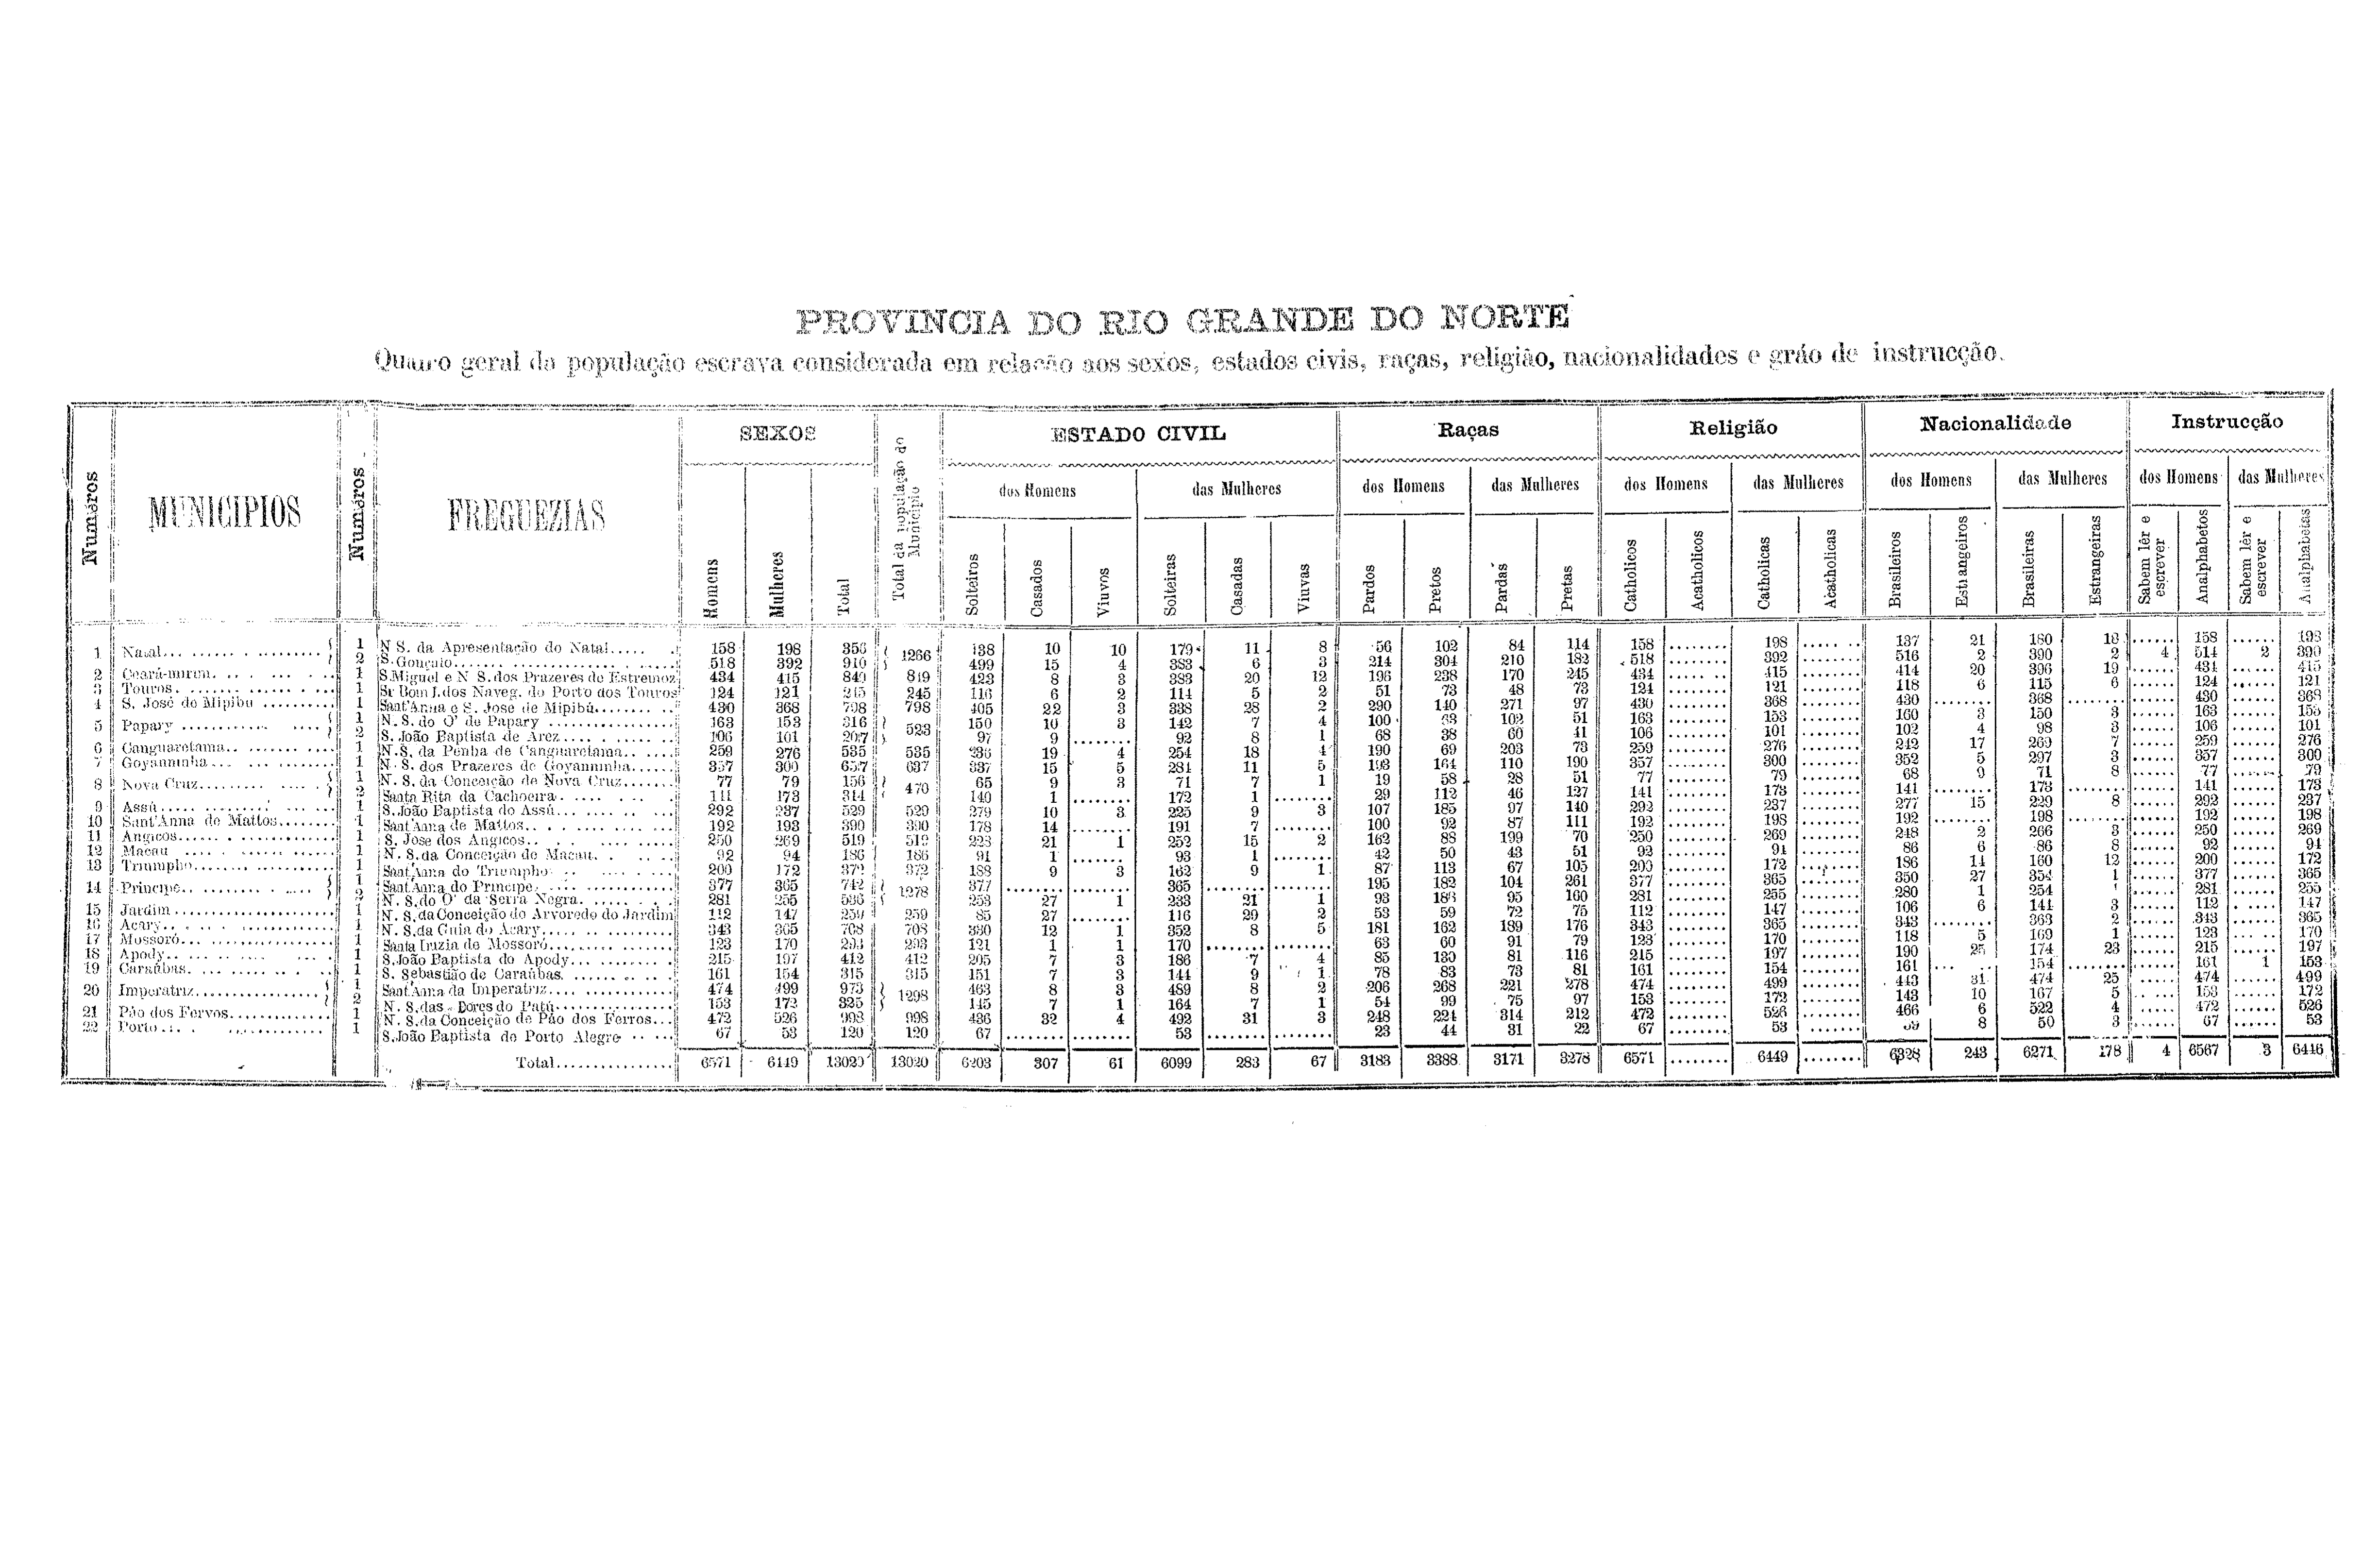 PROVINCIA DO RIO GRANDE DO NORTE
Quadro geral da população escrava considerada em relação aos sexos, estados civis, raças, religião, nacionalidades e gráo de instrucção.
Numéros MUNICIPIOS Numéros FREGUEZIAS SEXOS Total da população do Municipio ESTADO CIVIL Raças Religião Nacionalidade Instrucção
dos Homens das Mulheres dos Homens das Mulheres dos Homens das Mulheres dos Homens das Mulheres dos Homens das Mulheres
Homens Mulheres Total Solteiros Casados Viuvos Solteiras Casadas Viuvas Pardos Pretos Pardas Pretas Catholicos Acatholicos Catholicas Acatholicas Brasileiros Estrangeiros Brasileiras Estrangeiras Sabem lêr e escrever Analphabetos Sabem lêr e escrever Analphabetas
1 Natal 1 N S. da Apresentação do Natal 158 198 356 1266 138 10 10 179 11 8 56 102 84 114 158 198 137 21 180 18 158 198
2 S. Gonçalo 518 392 910 499 15 4 383 6 3 214 304 210 182 518 392 516 2 390 2 4 514 2 390
2 Ceará-mirim 1 S. Miguel e N S. dos Prazeres de Estremoz 434 415 849 849 423 8 3 383 20 12 196 238 170 245 434 415 414 20 396 19 434 415
3 Touros 1 Sr Bom J. dos Naveg. do Porto dos Touros 124 121 245 245 116 6 2 114 5 2 51 73 48 73 124 121 118 6 115 6 124 121
4 S. José de Mipibu 1 Sant'Anna e S. José de Mipibú 430 368 798 798 405 22 3 338 28 2 290 140 271 97 430 368 430 368 430 368
5 Papary 1 N. S. do O' de Papary 163 153 316 523 150 10 3 142 7 4 100 63 102 51 163 153 160 3 150 3 163 153
2 S. João Baptista de Arez 106 101 207 97 9 92 8 1 68 38 60 41 106 101 102 4 98 3 106 101
6 Canguaretama 1 N. S. da Penha de Canguaretama 259 276 535 535 236 19 4 254 18 4 190 69 203 73 259 276 242 17 269 7 259 276
7 Goyanninha 1 N. S. dos Prazeres de Goyanninha 357 300 657 657 337 15 5 284 11 5 193 164 110 190 357 300 352 5 297 3 357 300
8 Nova Cruz 1 N. S. da Conceição de Nova Cruz 77 79 156 470 65 9 3 71 7 1 19 58 28 51 77 79 68 9 71 8 77 79
2 Santa Rita da Cachoeira 141 173 314 140 1 172 1 29 112 46 127 141 173 141 173 141 173
9 Assú 1 S. João Baptista do Assú 292 237 529 529 279 10 3 225 9 3 107 185 97 140 292 237 277 15 229 8 292 237
10 Sant'Anna de Mattos 1 Sant'Anna de Mattos 192 198 390 390 178 14 191 7 100 92 87 111 192 198 192 198 192 198
11 Angicos 1 S. José dos Angicos 250 269 519 519 228 21 1 252 15 2 162 88 199 70 250 269 248 2 266 3 250 269
12 Macau 1 N. S. da Conceição de Macau 92 94 186 186 91 1 93 1 42 50 43 51 92 94 86 6 86 8 92 94
13 Triumpho 1 Sant'Anna do Triumpho 200 172 372 372 188 9 3 162 9 1 87 113 67 105 200 172 186 14 160 12 200 172
14 Principe 1 Sant'Anna do Principe 377 365 742 1278 377 365 195 182 104 261 377 365 350 27 354 1 377 365
2 N. S. do O' da Serra Negra 281 255 536 253 27 1 233 21 1 93 188 95 160 281 255 280 1 254 1 281 255
15 Jardim 1 N. S. da Conceição do Arvoredo do Jardim 112 147 259 259 85 27 116 29 2 53 59 72 75 112 147 106 6 144 3 112 147
16 Acary 1 N. S. da Guia do Acary 343 365 708 708 330 12 1 352 8 5 181 162 189 176 343 365 343 363 2 343 365
17 Mossoró 1 Santa Luzia de Mossoró 123 170 293 293 121 1 1 170 63 60 91 79 123 170 118 5 169 1 123 170
18 Apody 1 S. João Baptista do Apody 215 197 412 412 205 7 3 186 7 4 85 130 81 116 215 197 190 25 174 23 215 197
19 Caraúbas 1 S. Sebastião de Caraúbas 161 154 315 315 151 7 3 144 9 1 78 83 73 81 161 154 161 154 161 1 153
20 Imperatriz 1 Sant'Anna da Imperatriz 474 499 973 1298 463 8 3 489 8 2 206 268 221 278 474 499 443 31 474 25 474 499
2 N. S. das Dores do Patú 153 172 325 145 7 1 164 7 1 54 99 75 97 153 172 143 10 167 5 153 172
21 Páo dos Ferros 1 N. S. da Conceição de Páo dos Ferros 472 526 998 998 436 32 4 492 31 3 248 224 314 212 472 526 466 6 522 4 472 526
22 Porto 1 S. João Baptista do Porto Alegre 67 53 120 120 67 53 23 44 31 22 67 53 59 8 50 3 67 53
Total 6571 6449 13020 13020 6203 307 61 6099 283 67 3183 3388 3171 3278 6571 6449 6328 243 6271 178 4 6567 3 6446